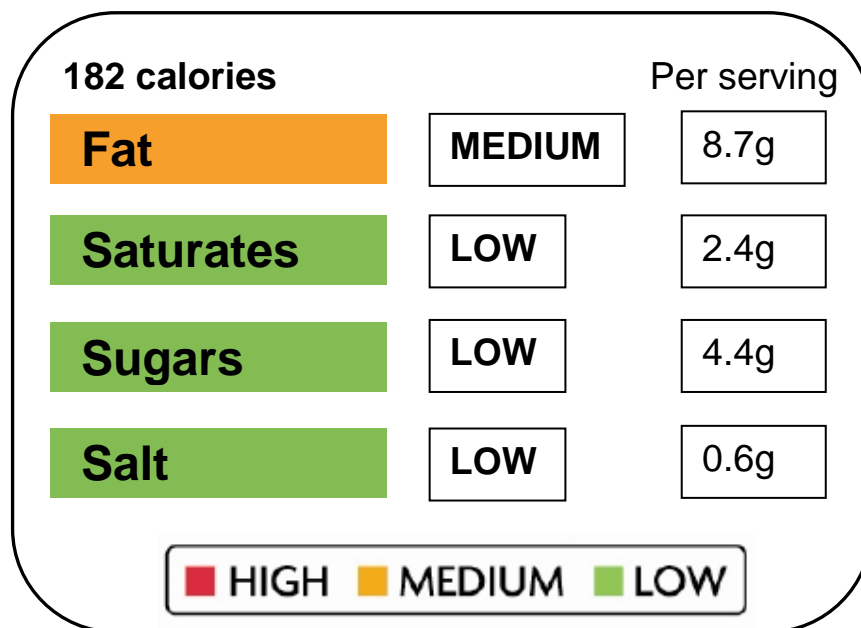 182 calories Per serving
Fat MEDIUM 8.7g
Saturates LOW 2.4g
Sugars LOW 4.4g
Salt LOW 0.6g
HIGH MEDIUM LOW